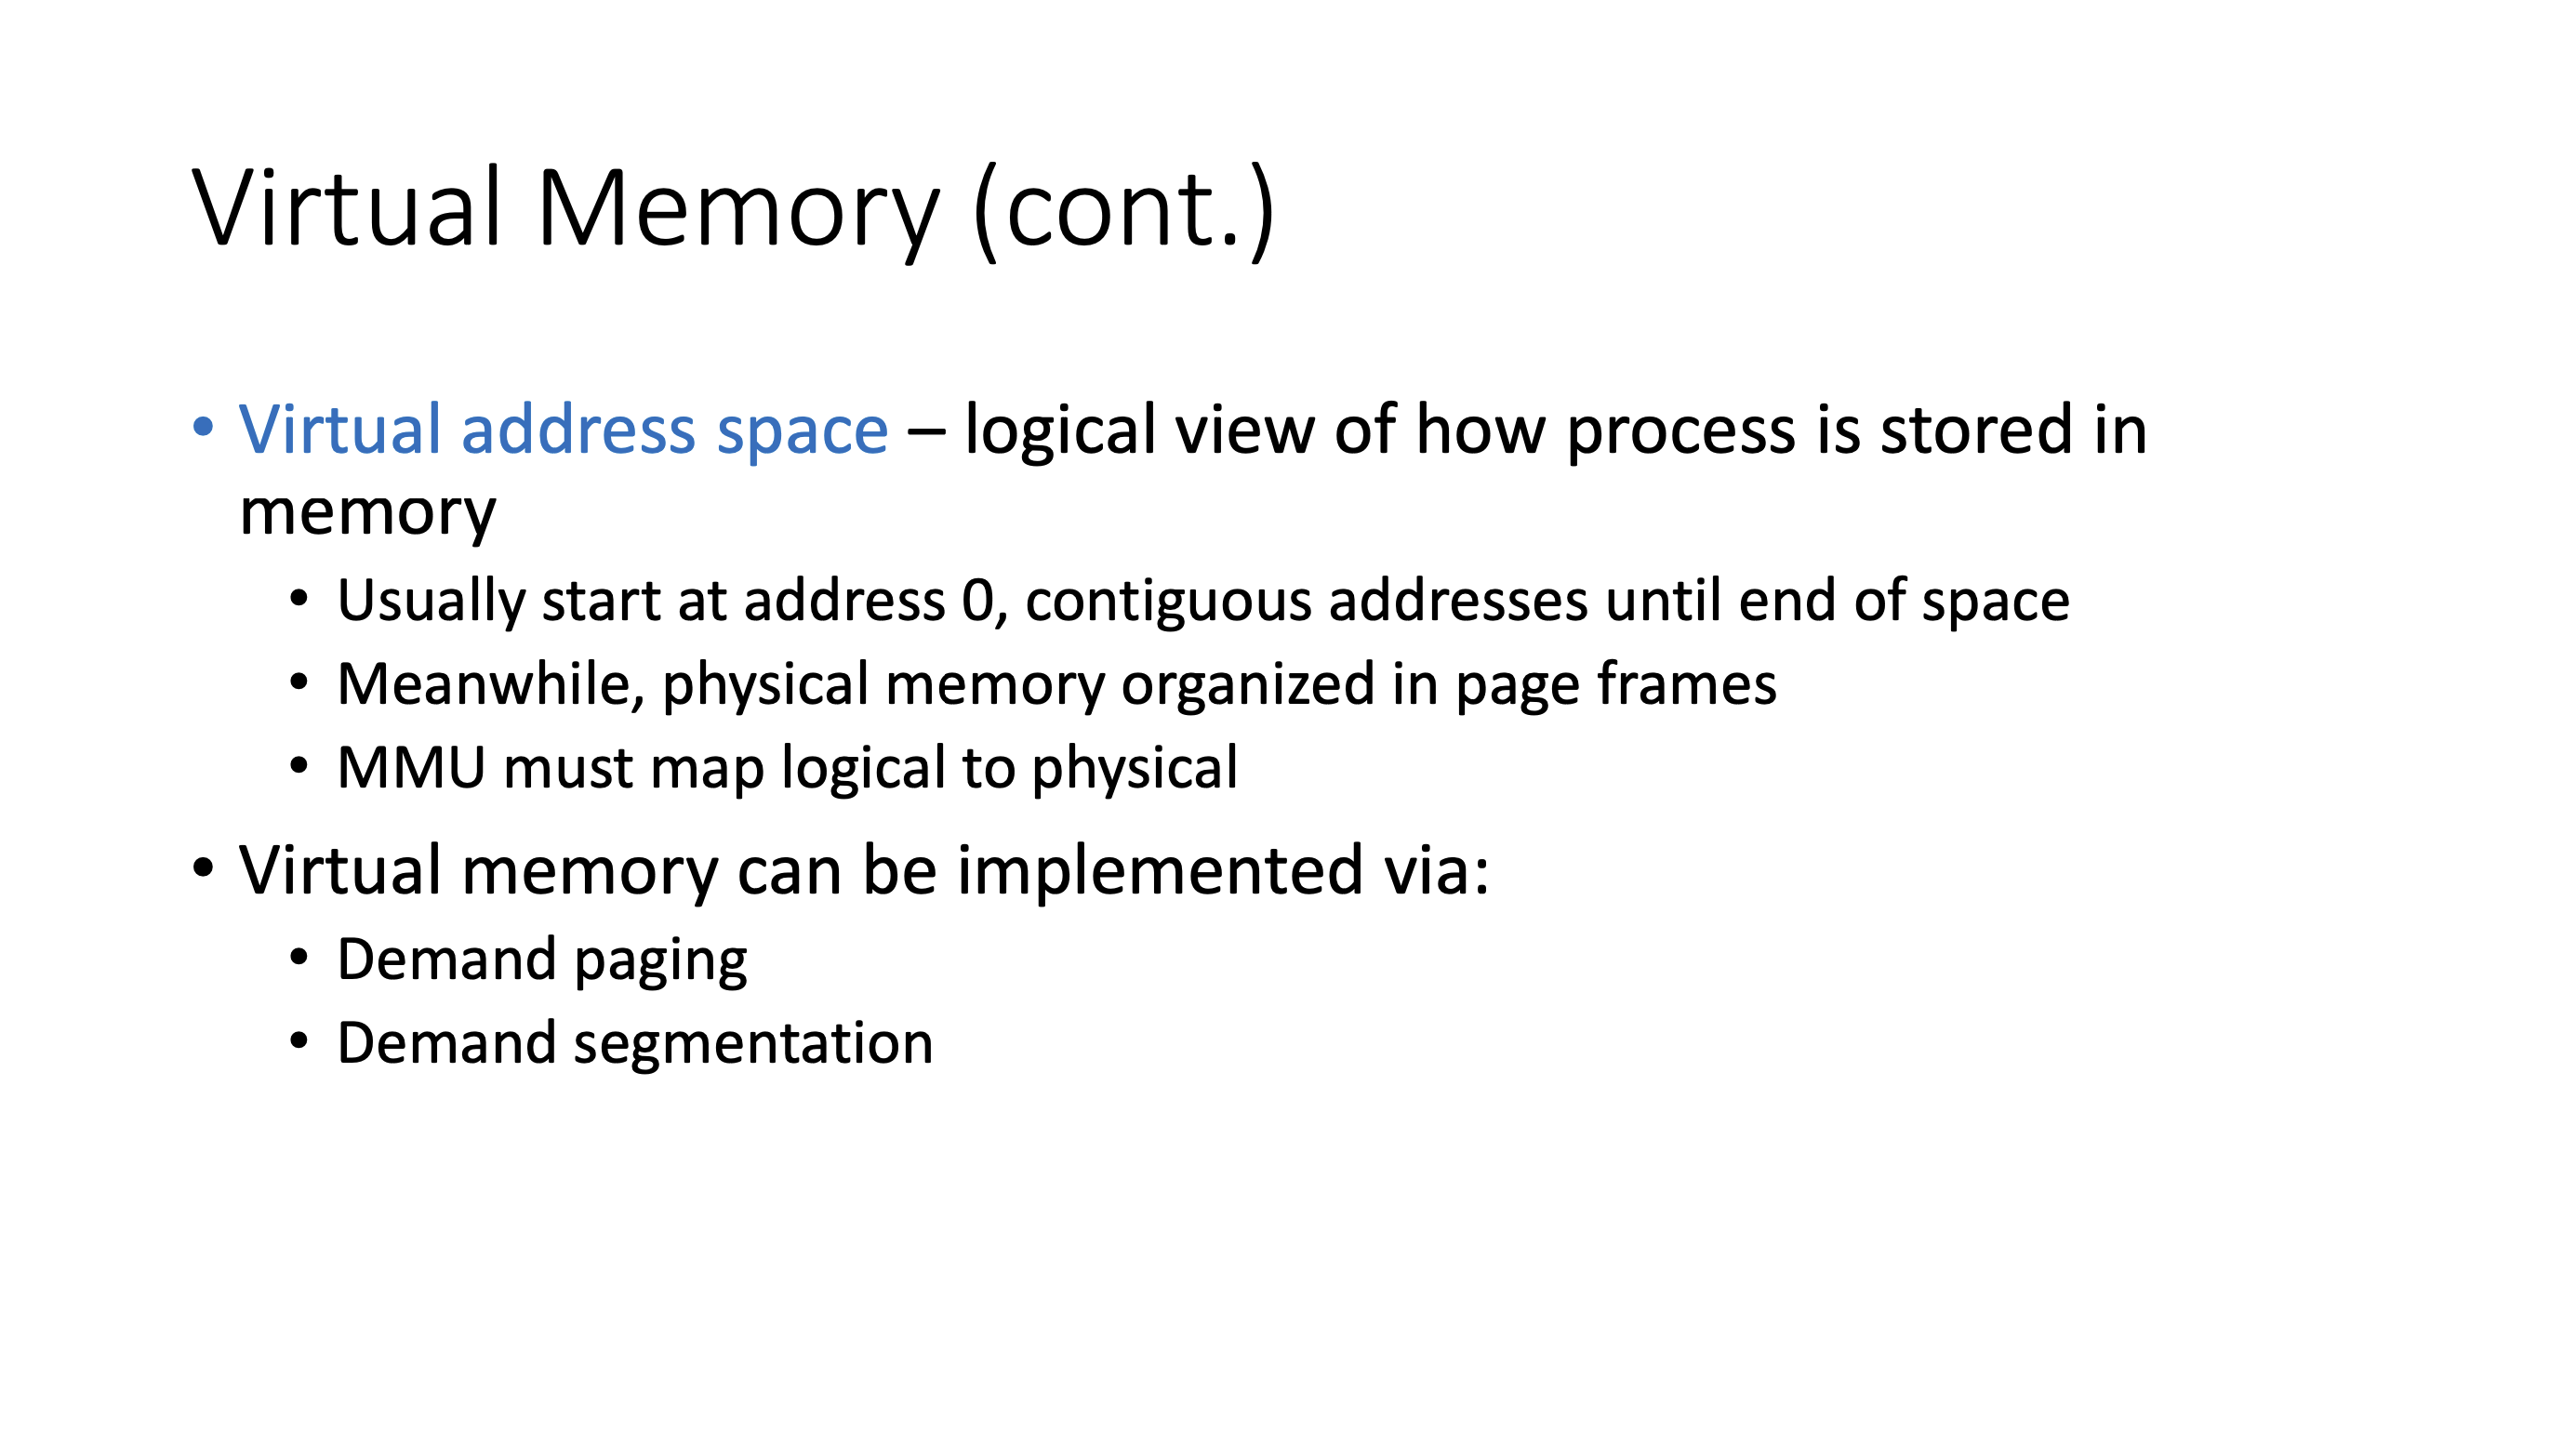 Virtual Memory (cont.)
• Virtual address space – logical view of how process is stored in
memory
• Usually start at address 0, contiguous addresses until end of space
• Meanwhile, physical memory organized in page frames
• MMU must map logical to physical
• Virtual memory can be implemented via:
• Demand paging
• Demand segmentation